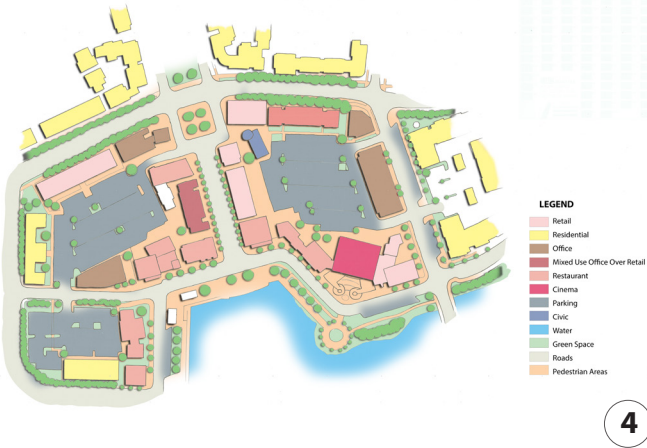 LEGEND
Retail
Residential
Office
Mixed Use Office Over Retail
Restaurant
Cinema
Parking
Civic
Water
Green Space
Roads
Pedestrian Areas
4